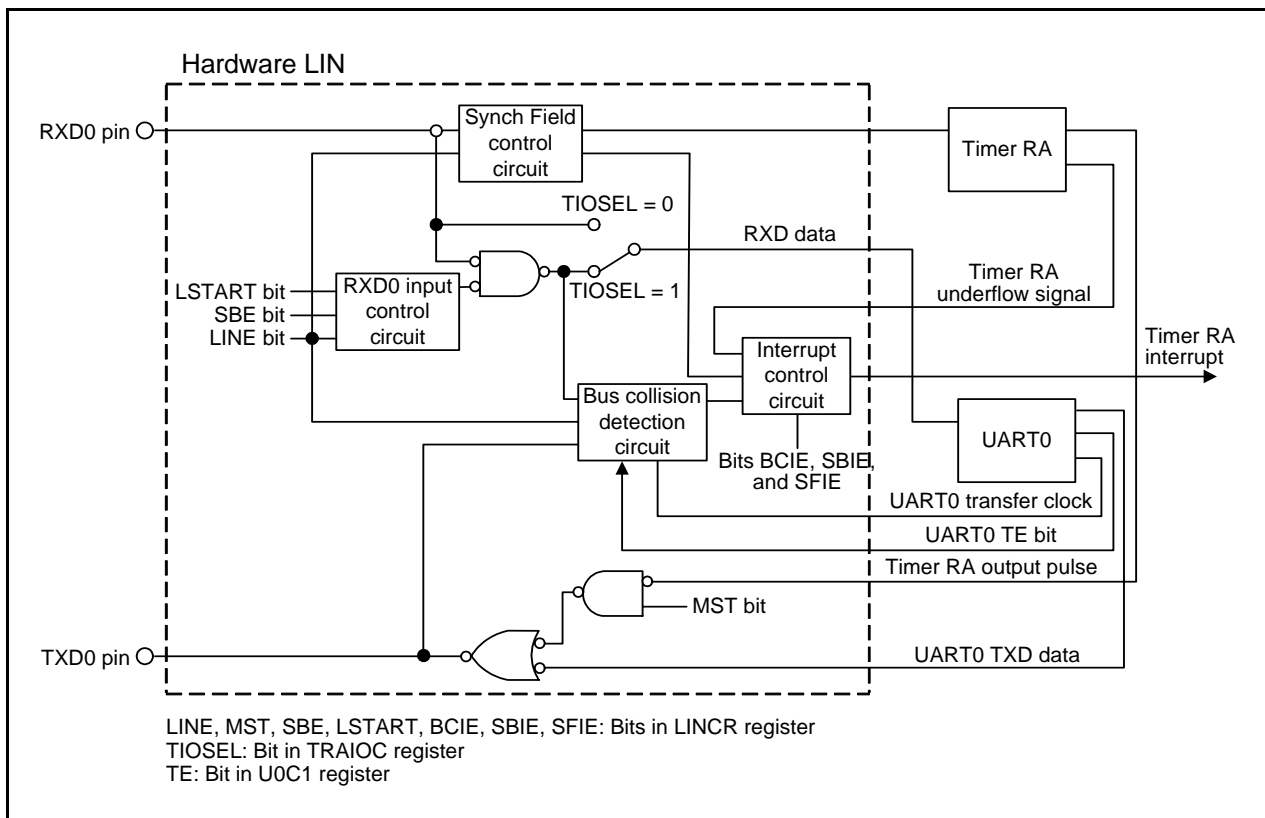 Hardware LIN
RXD0 pin
Synch Field
control
circuit
Timer RA
TIOSEL = 0
RXD data
TIOSEL = 1
LSTART bit
SBE bit
LINE bit
RXD0 input
control
circuit
Timer RA
underflow signal
Interrupt
control
circuit
Timer RA
interrupt
Bus collision
detection
circuit
UART0
Bits BCIE, SBIE,
and SFIE
UART0 transfer clock
UART0 TE bit
Timer RA output pulse
MST bit
TXD0 pin
UART0 TXD data
LINE, MST, SBE, LSTART, BCIE, SBIE, SFIE: Bits in LINCR register
TIOSEL: Bit in TRAIOC register
TE: Bit in U0C1 register